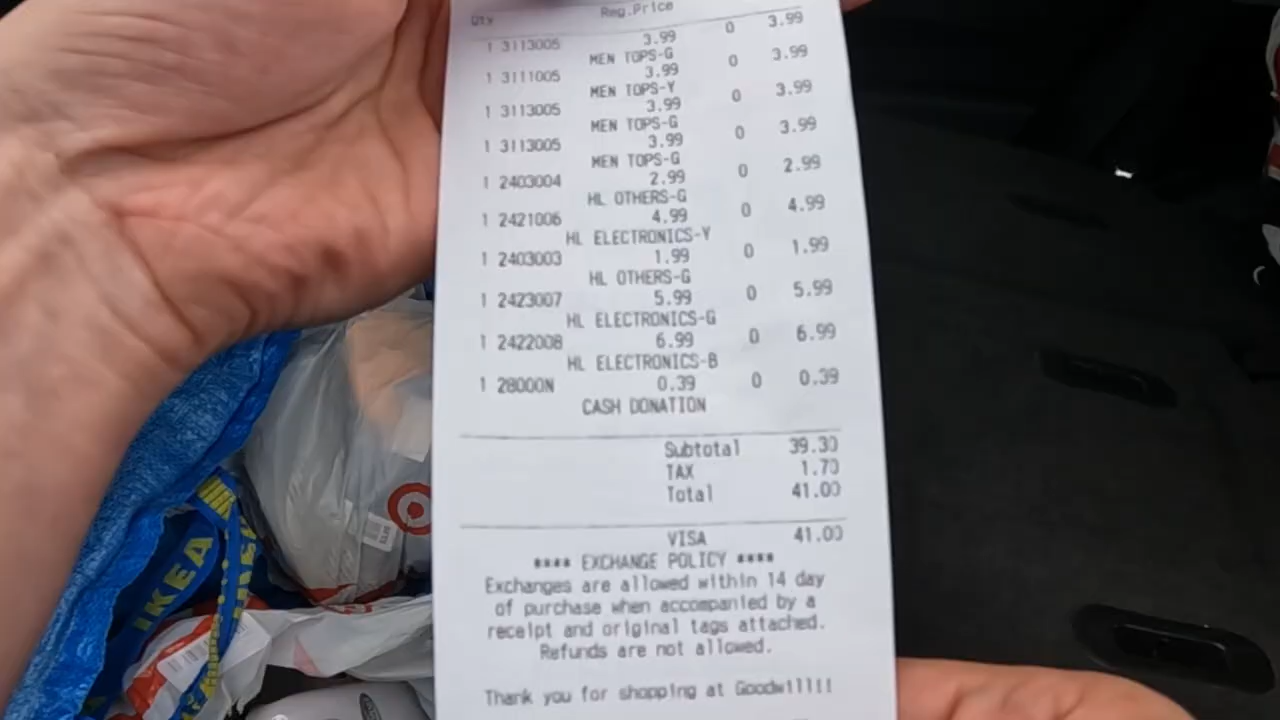 Qty Reg.Price
1 3113005 3.99 0 3.99
MEN TOPS-G
1 3111005 3.99 0 3.99
MEN TOPS-Y
1 3113005 3.99 0 3.99
MEN TOPS-G
1 3113005 3.99 0 3.99
MEN TOPS-G
1 2403004 2.99 0 2.99
HL OTHERS-G
1 2421006 4.99 0 4.99
HL ELECTRONICS-Y
1 2403003 1.99 0 1.99
HL OTHERS-G
1 2423007 5.99 0 5.99
HL ELECTRONICS-G
1 2422008 6.99 0 6.99
HL ELECTRONICS-B
1 28000N 0.39 0 0.39
CASH DONATION
Subtotal 39.30
TAX 1.70
Total 41.00
VISA 41.00
**** EXCHANGE POLICY ****
Exchanges are allowed within 14 day
of purchase when accompanied by a
receipt and original tags attached.
Refunds are not allowed.
Thank you for shopping at Goodwill!!
IKEA